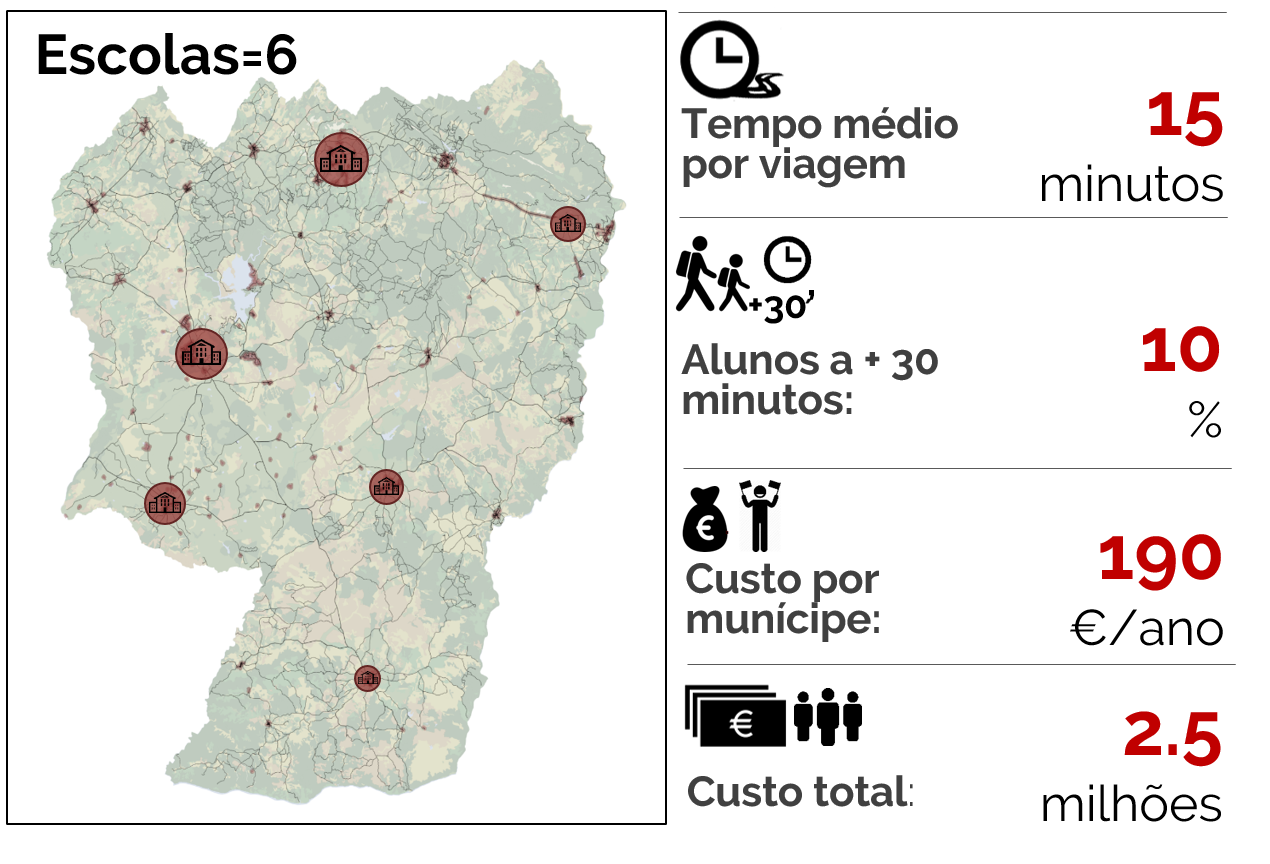 Escolas=6
Tempo médio
por viagem
15
minutos
+30’
Alunos a + 30
minutos:
10
%
€
Custo por
munícipe:
190
€/ano
€
Custo total:
2.5
milhões